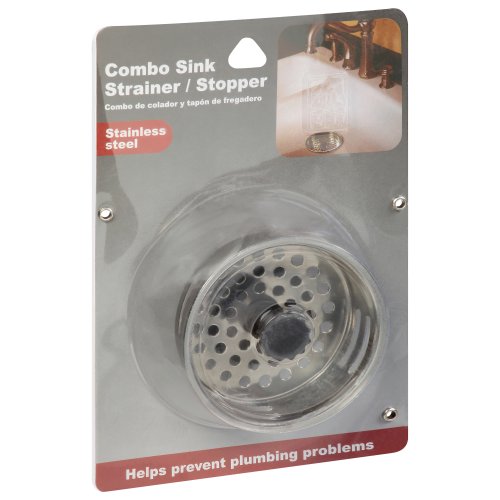 Combo Sink
Strainer / Stopper
Combo de colador y tapón de fregadero
Stainless
steel
Helps prevent plumbing problems